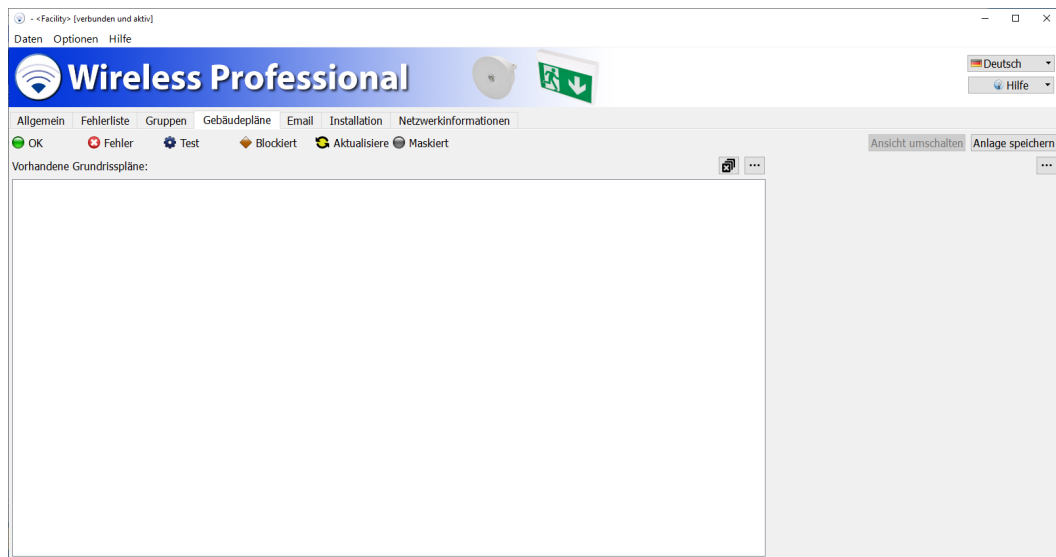 - <Facility> [verbunden und aktiv]
Daten Optionen Hilfe
Wireless Professional
Deutsch
Hilfe
Allgemein Fehlerliste Gruppen Gebäudepläne Email Installation Netzwerkinformationen
OK Fehler Test Blockiert Aktualisiere Maskiert Ansicht umschalten Anlage speichern
Vorhandene Grundrisspläne: ... ...